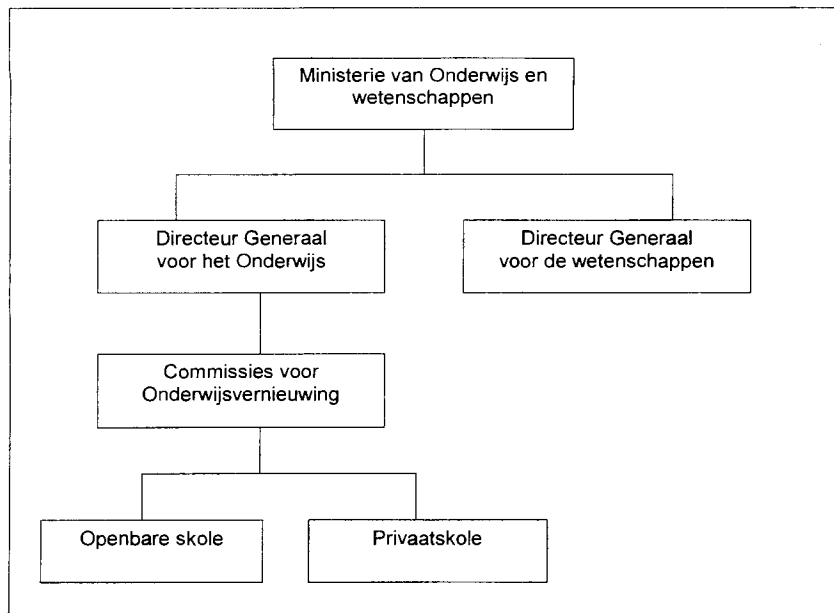 Ministerie van Onderwijs en
wetenschappen
Directeur Generaal
voor het Onderwijs
Directeur Generaal
voor de wetenschappen
Commissies voor
Onderwijsvernieuwing
Openbare skole
Privaatskole